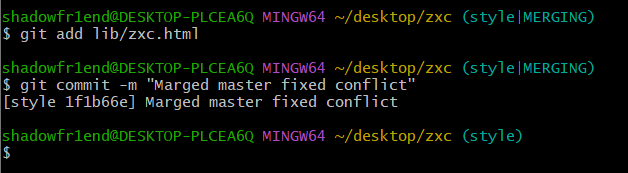 shadowfr1end@DESKTOP-PLCEA6Q MINGW64 ~/desktop/zxc (style|MERGING)
$ git add lib/zxc.html
shadowfr1end@DESKTOP-PLCEA6Q MINGW64 ~/desktop/zxc (style|MERGING)
$ git commit -m "Marged master fixed conflict"
[style 1f1b66e] Marged master fixed conflict
shadowfr1end@DESKTOP-PLCEA6Q MINGW64 ~/desktop/zxc (style)
$